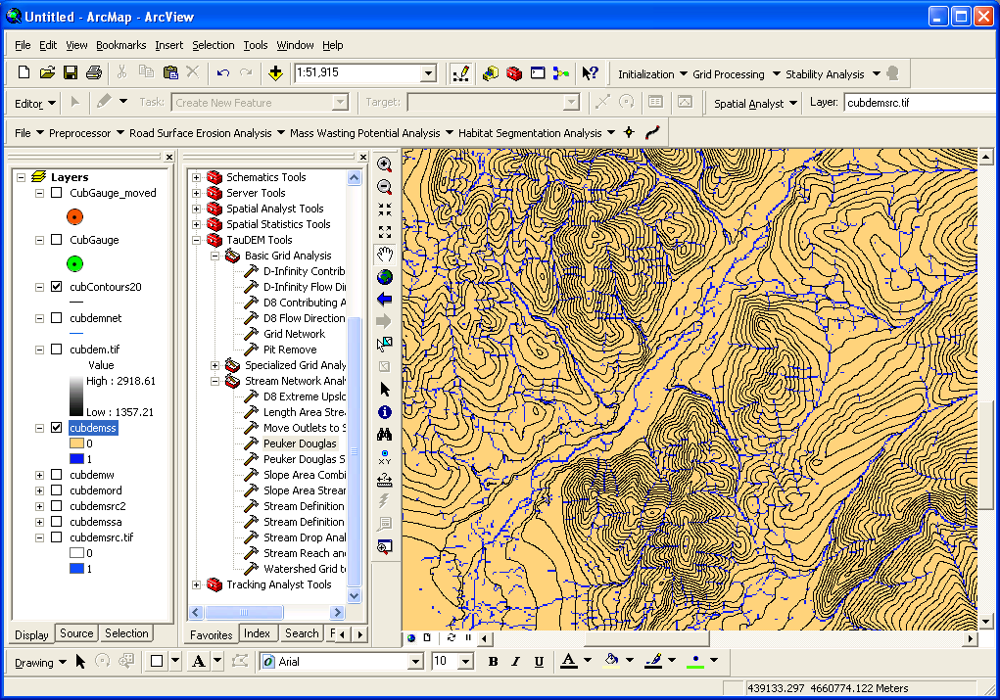 Untitled - ArcMap - ArcView
File Edit View Bookmarks Insert Selection Tools Window Help
1:51,915
Initialization Grid Processing Stability Analysis
Editor Task: Create New Feature Target: Spatial Analyst Layer: cubdemsrc.tif
File Preprocessor Road Surface Erosion Analysis Mass Wasting Potential Analysis Habitat Segmentation Analysis
Layers
CubGauge_moved
CubGauge
cubContours20
cubdemnet
cubdem.tif
Value
High : 2918.61
Low : 1357.21
cubdemss
0
1
cubdemw
cubdemord
cubdemsrc2
cubdemssa
cubdemsrc.tif
0
1
Display Source Selection
Schematics Tools
Server Tools
Spatial Analyst Tools
Spatial Statistics Tools
TauDEM Tools
Basic Grid Analysis
D-Infinity Contrib
D-Infinity Flow Dir
D8 Contributing A
D8 Flow Direction
Grid Network
Pit Remove
Specialized Grid Analy
Stream Network Anal
D8 Extreme Upslo
Length Area Strea
Move Outlets to S
Peuker Douglas
Peuker Douglas S
Slope Area Combi
Slope Area Stream
Stream Definition
Stream Definition
Stream Drop Anal
Stream Reach and
Watershed Grid to
Tracking Analyst Tools
Favorites Index Search F
XY
Drawing A Arial 10 B I U A
439133.297 4660774.122 Meters